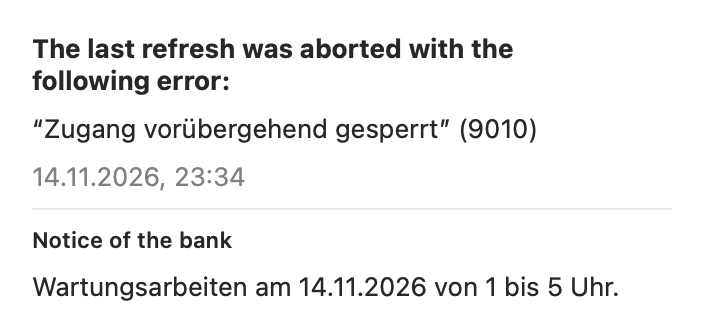 The last refresh was aborted with the
following error:
“Zugang vorübergehend gesperrt” (9010)
14.11.2026, 23:34
Notice of the bank
Wartungsarbeiten am 14.11.2026 von 1 bis 5 Uhr.